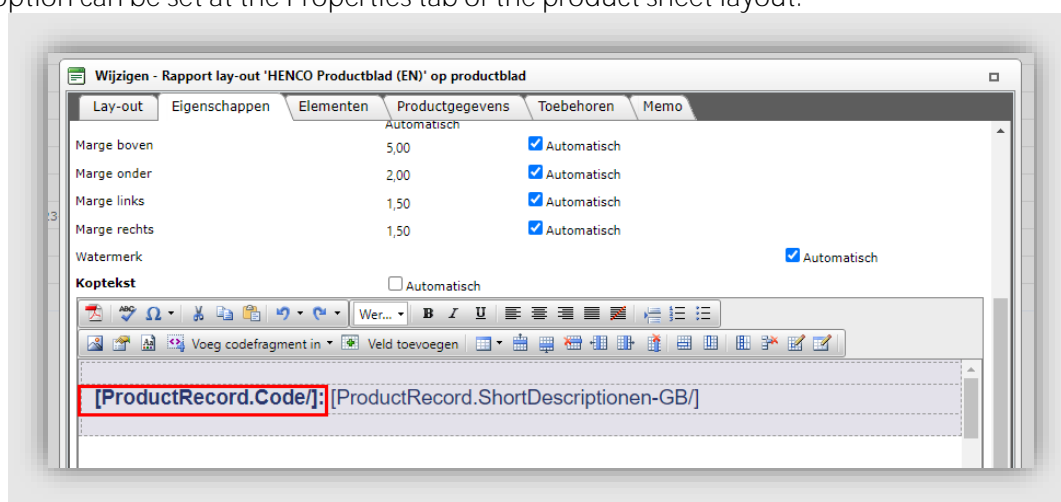 option can be set at the Properties tab of the product sheet layout.
Wijzigen - Rapport lay-out 'HENCO Productblad (EN)' op productblad
Lay-out Eigenschappen Elementen Productgegevens Toebehoren Memo
Automatisch
Marge boven 5,00 Automatisch
Marge onder 2,00 Automatisch
Marge links 1,50 Automatisch
23
Marge rechts 1,50 Automatisch
Watermerk Automatisch
Koptekst Automatisch
ABC Ω Wer... B I U
Aa Voeg codefragment in Veld toevoegen
[ProductRecord.Code/]: [ProductRecord.ShortDescriptionen-GB/]